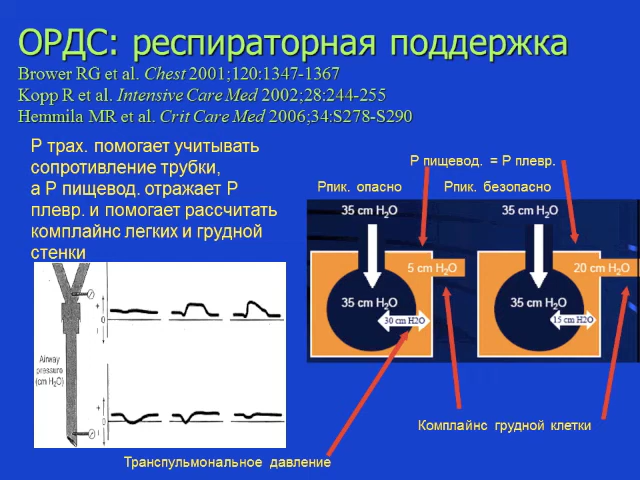 ОРДС: респираторная поддержка
Brower RG et al. Chest 2001;120:1347-1367
Kopp R et al. Intensive Care Med 2002;28:244-255
Hemmila MR et al. Crit Care Med 2006;34:S278-S290
Р трах. помогает учитывать
сопротивление трубки,
а Р пищевод. отражает Р
плевр. и помогает рассчитать
комплайнс легких и грудной
стенки
Р пищевод. = Р плевр.
Рпик. опасно
Рпик. безопасно
35 cm H2O
35 cm H2O
5 cm H2O
20 cm H2O
35 cm H2O
35 cm H2O
30 cm H2O
15 cm H2O
+
0
-
Airway
pressure
(cm H2O)
+
0
-
Комплайнс грудной клетки
Транспульмональное давление